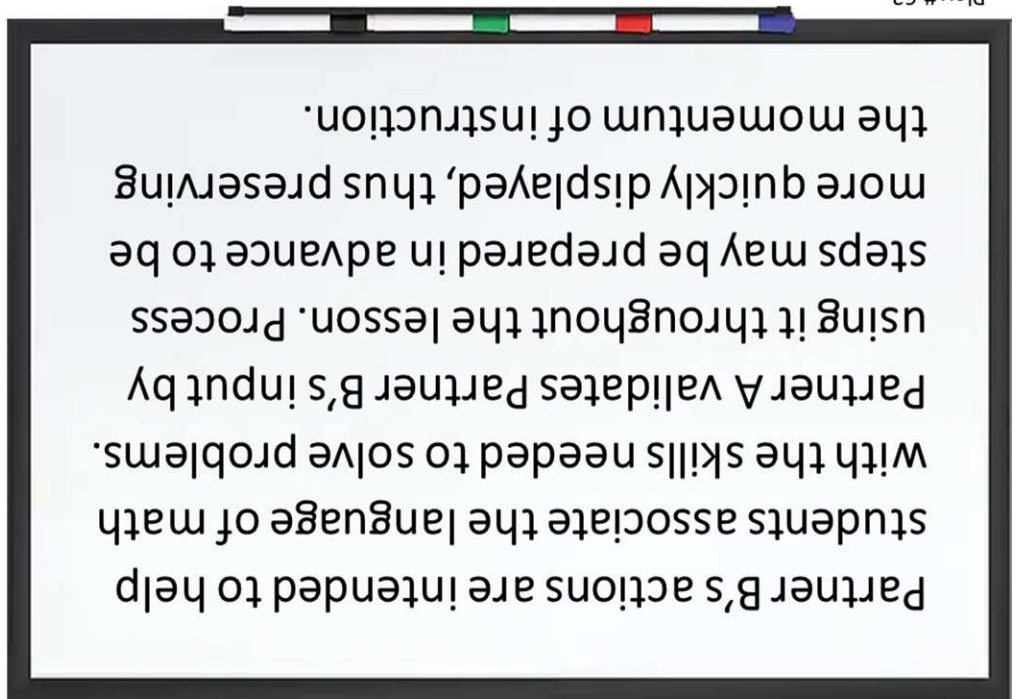 Partner B's actions are intended to help
students associate the language of math
with the skills needed to solve problems.
Partner A validates Partner B's input by
using it throughout the lesson. Process
steps may be prepared in advance to be
more quickly displayed, thus preserving
the momentum of instruction.